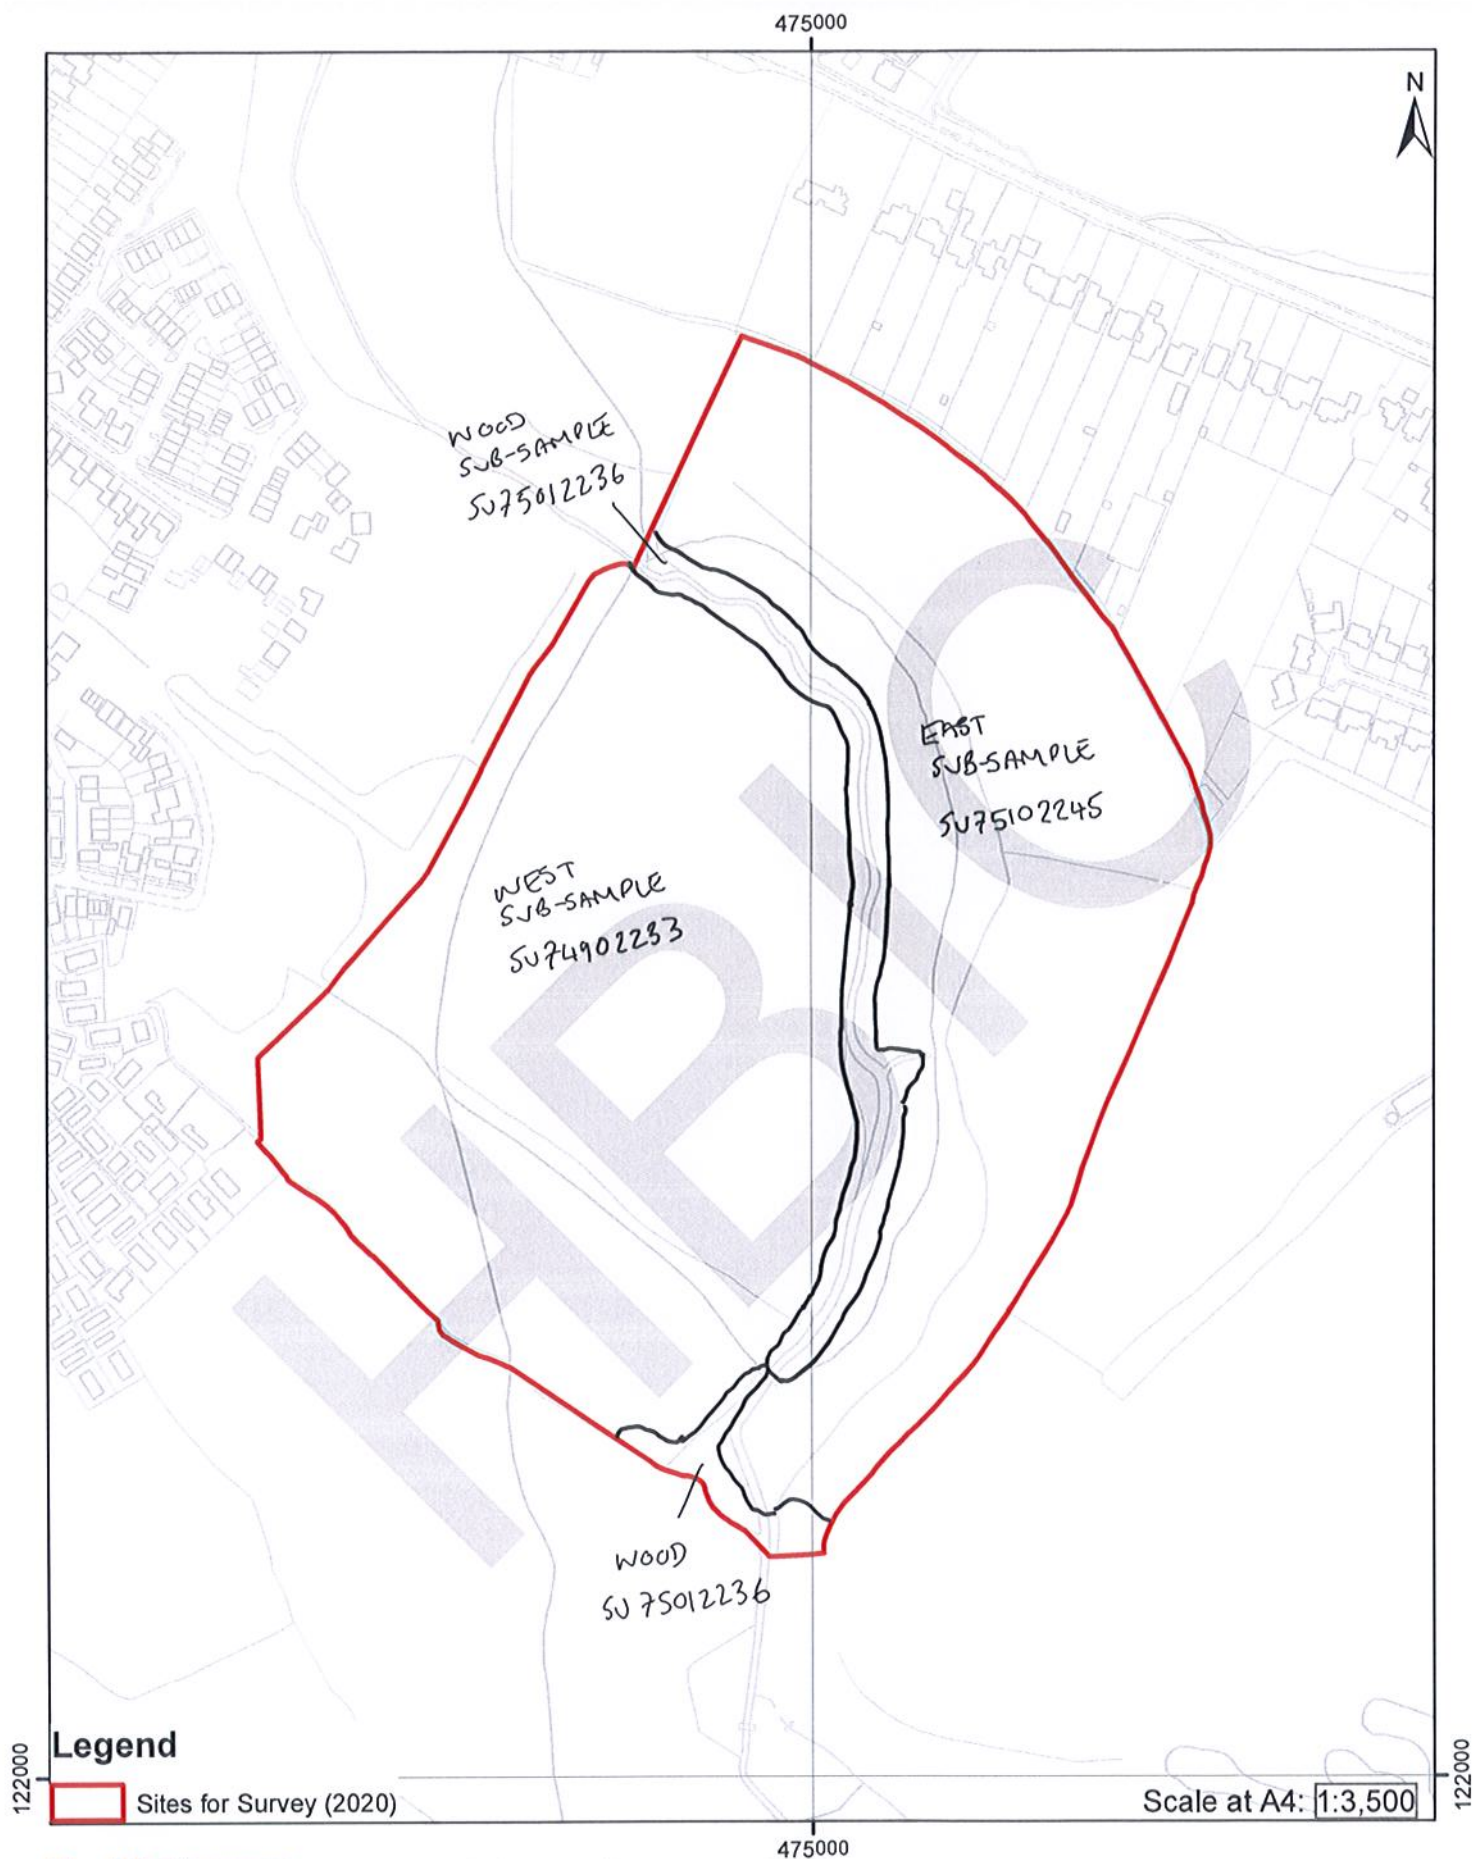 475000
N
WOOD
SUB-SAMPLE
SU75012236
EAST
SUB-SAMPLE
SU75102245
WEST
SUB-SAMPLE
SU74902233
HBIC
WOOD
SU75012236
Legend
Sites for Survey (2020)
Scale at A4: 1:3,500
122000
122000
475000